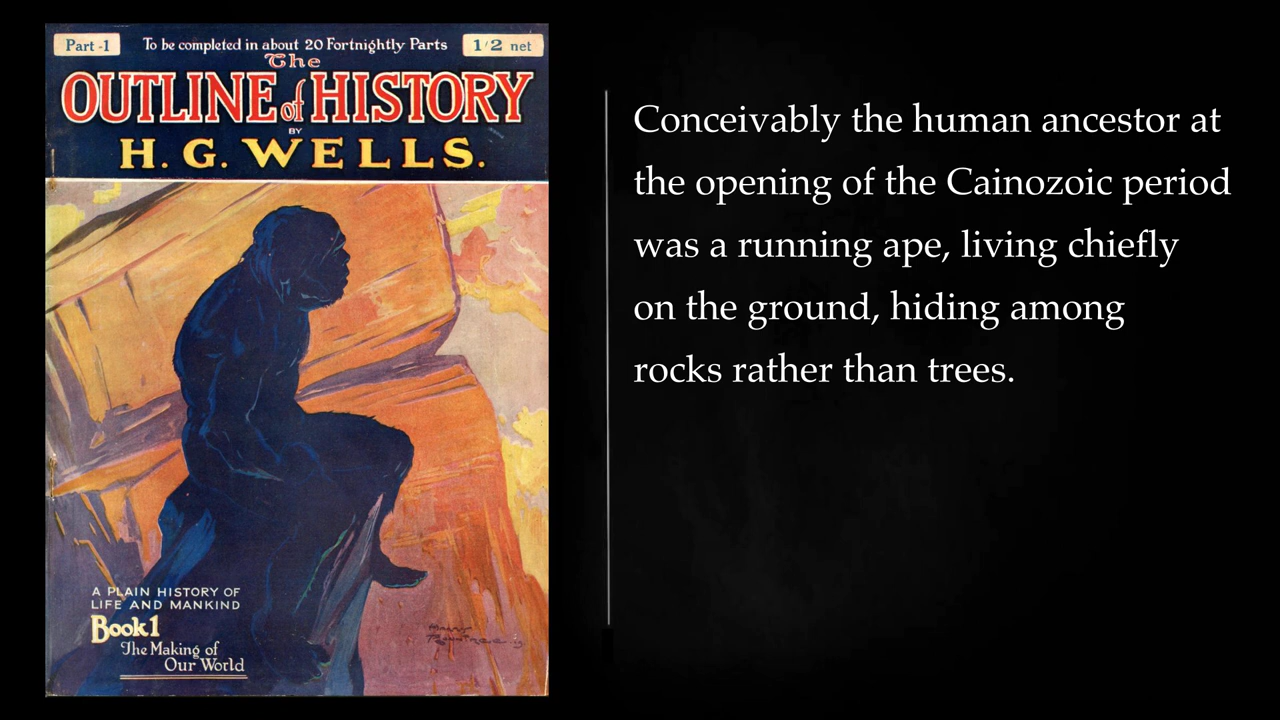 Part -1
To be completed in about 20 Fortnightly Parts
1/2 net
The
OUTLINE of HISTORY
BY
H. G. WELLS.
A PLAIN HISTORY OF
LIFE AND MANKIND
Book 1
The Making of
Our World
Conceivably the human ancestor at
the opening of the Cainozoic period
was a running ape, living chiefly
on the ground, hiding among
rocks rather than trees.